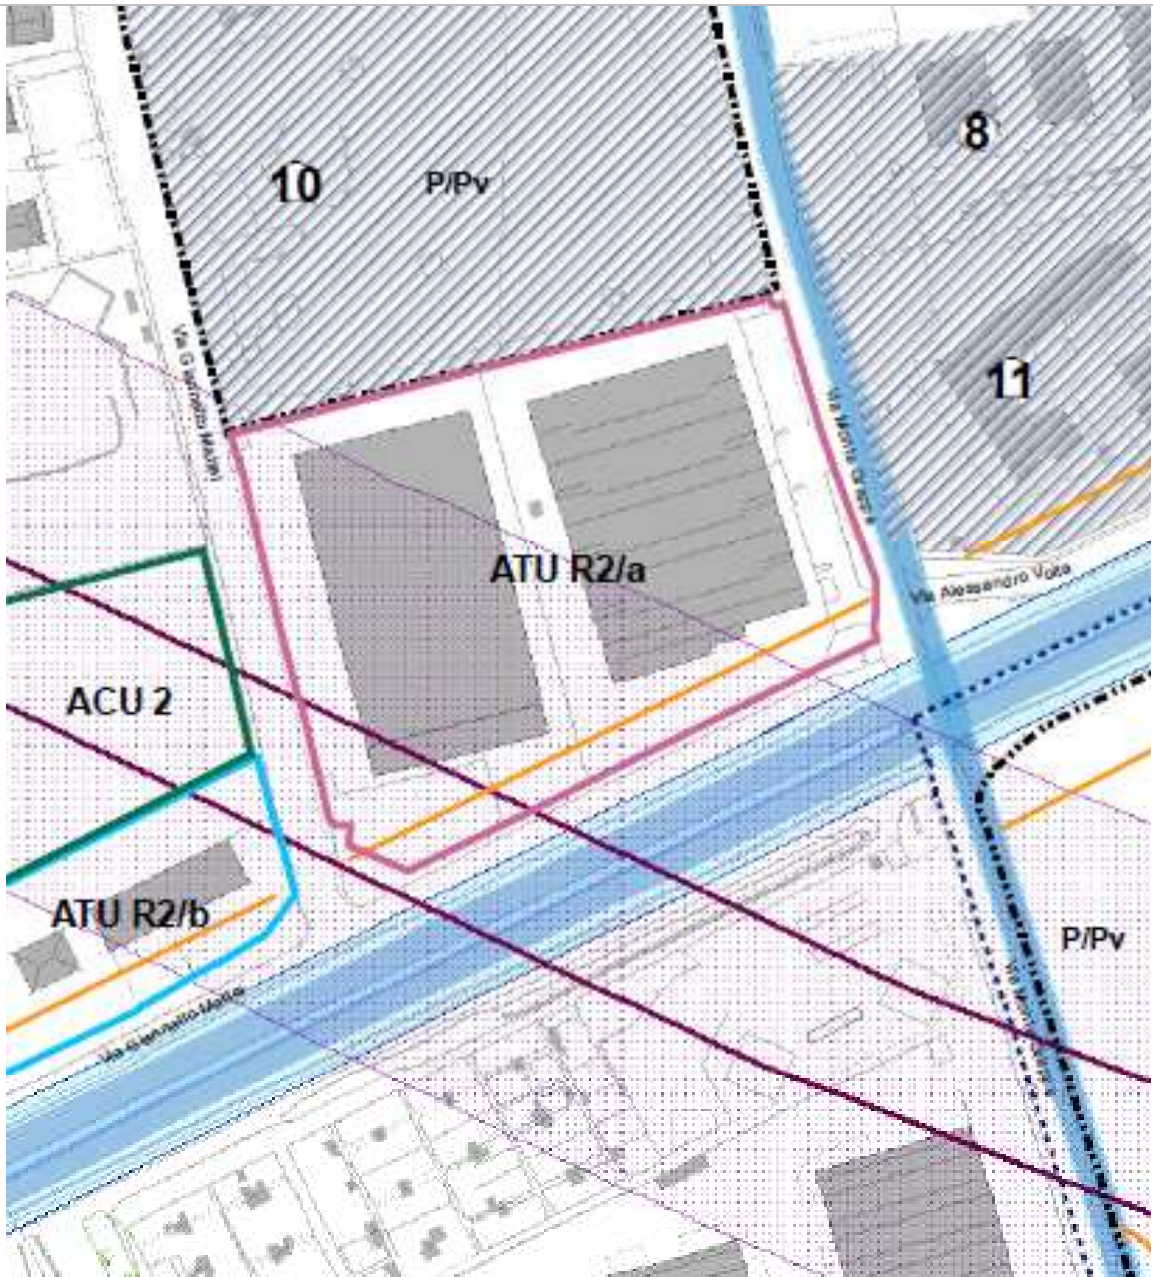 8
10
P/Pv
11
ATU R2/a
Via Alessandro Volta
ACU 2
ATU R2/b
P/Pv